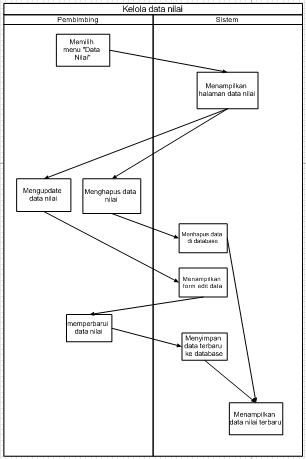 Kelola data nilai
Pembimbing
Sistem
Memilih
menu "Data
Nilai"
Menampilkan
halaman data nilai
Mengupdate
data nilai
Menghapus data
nilai
Menhapus data
di database
Menampilkan
form edit data
memperbarui
data nilai
Menyimpan
data terbaru
ke database
Menampilkan
data nilai terbaru